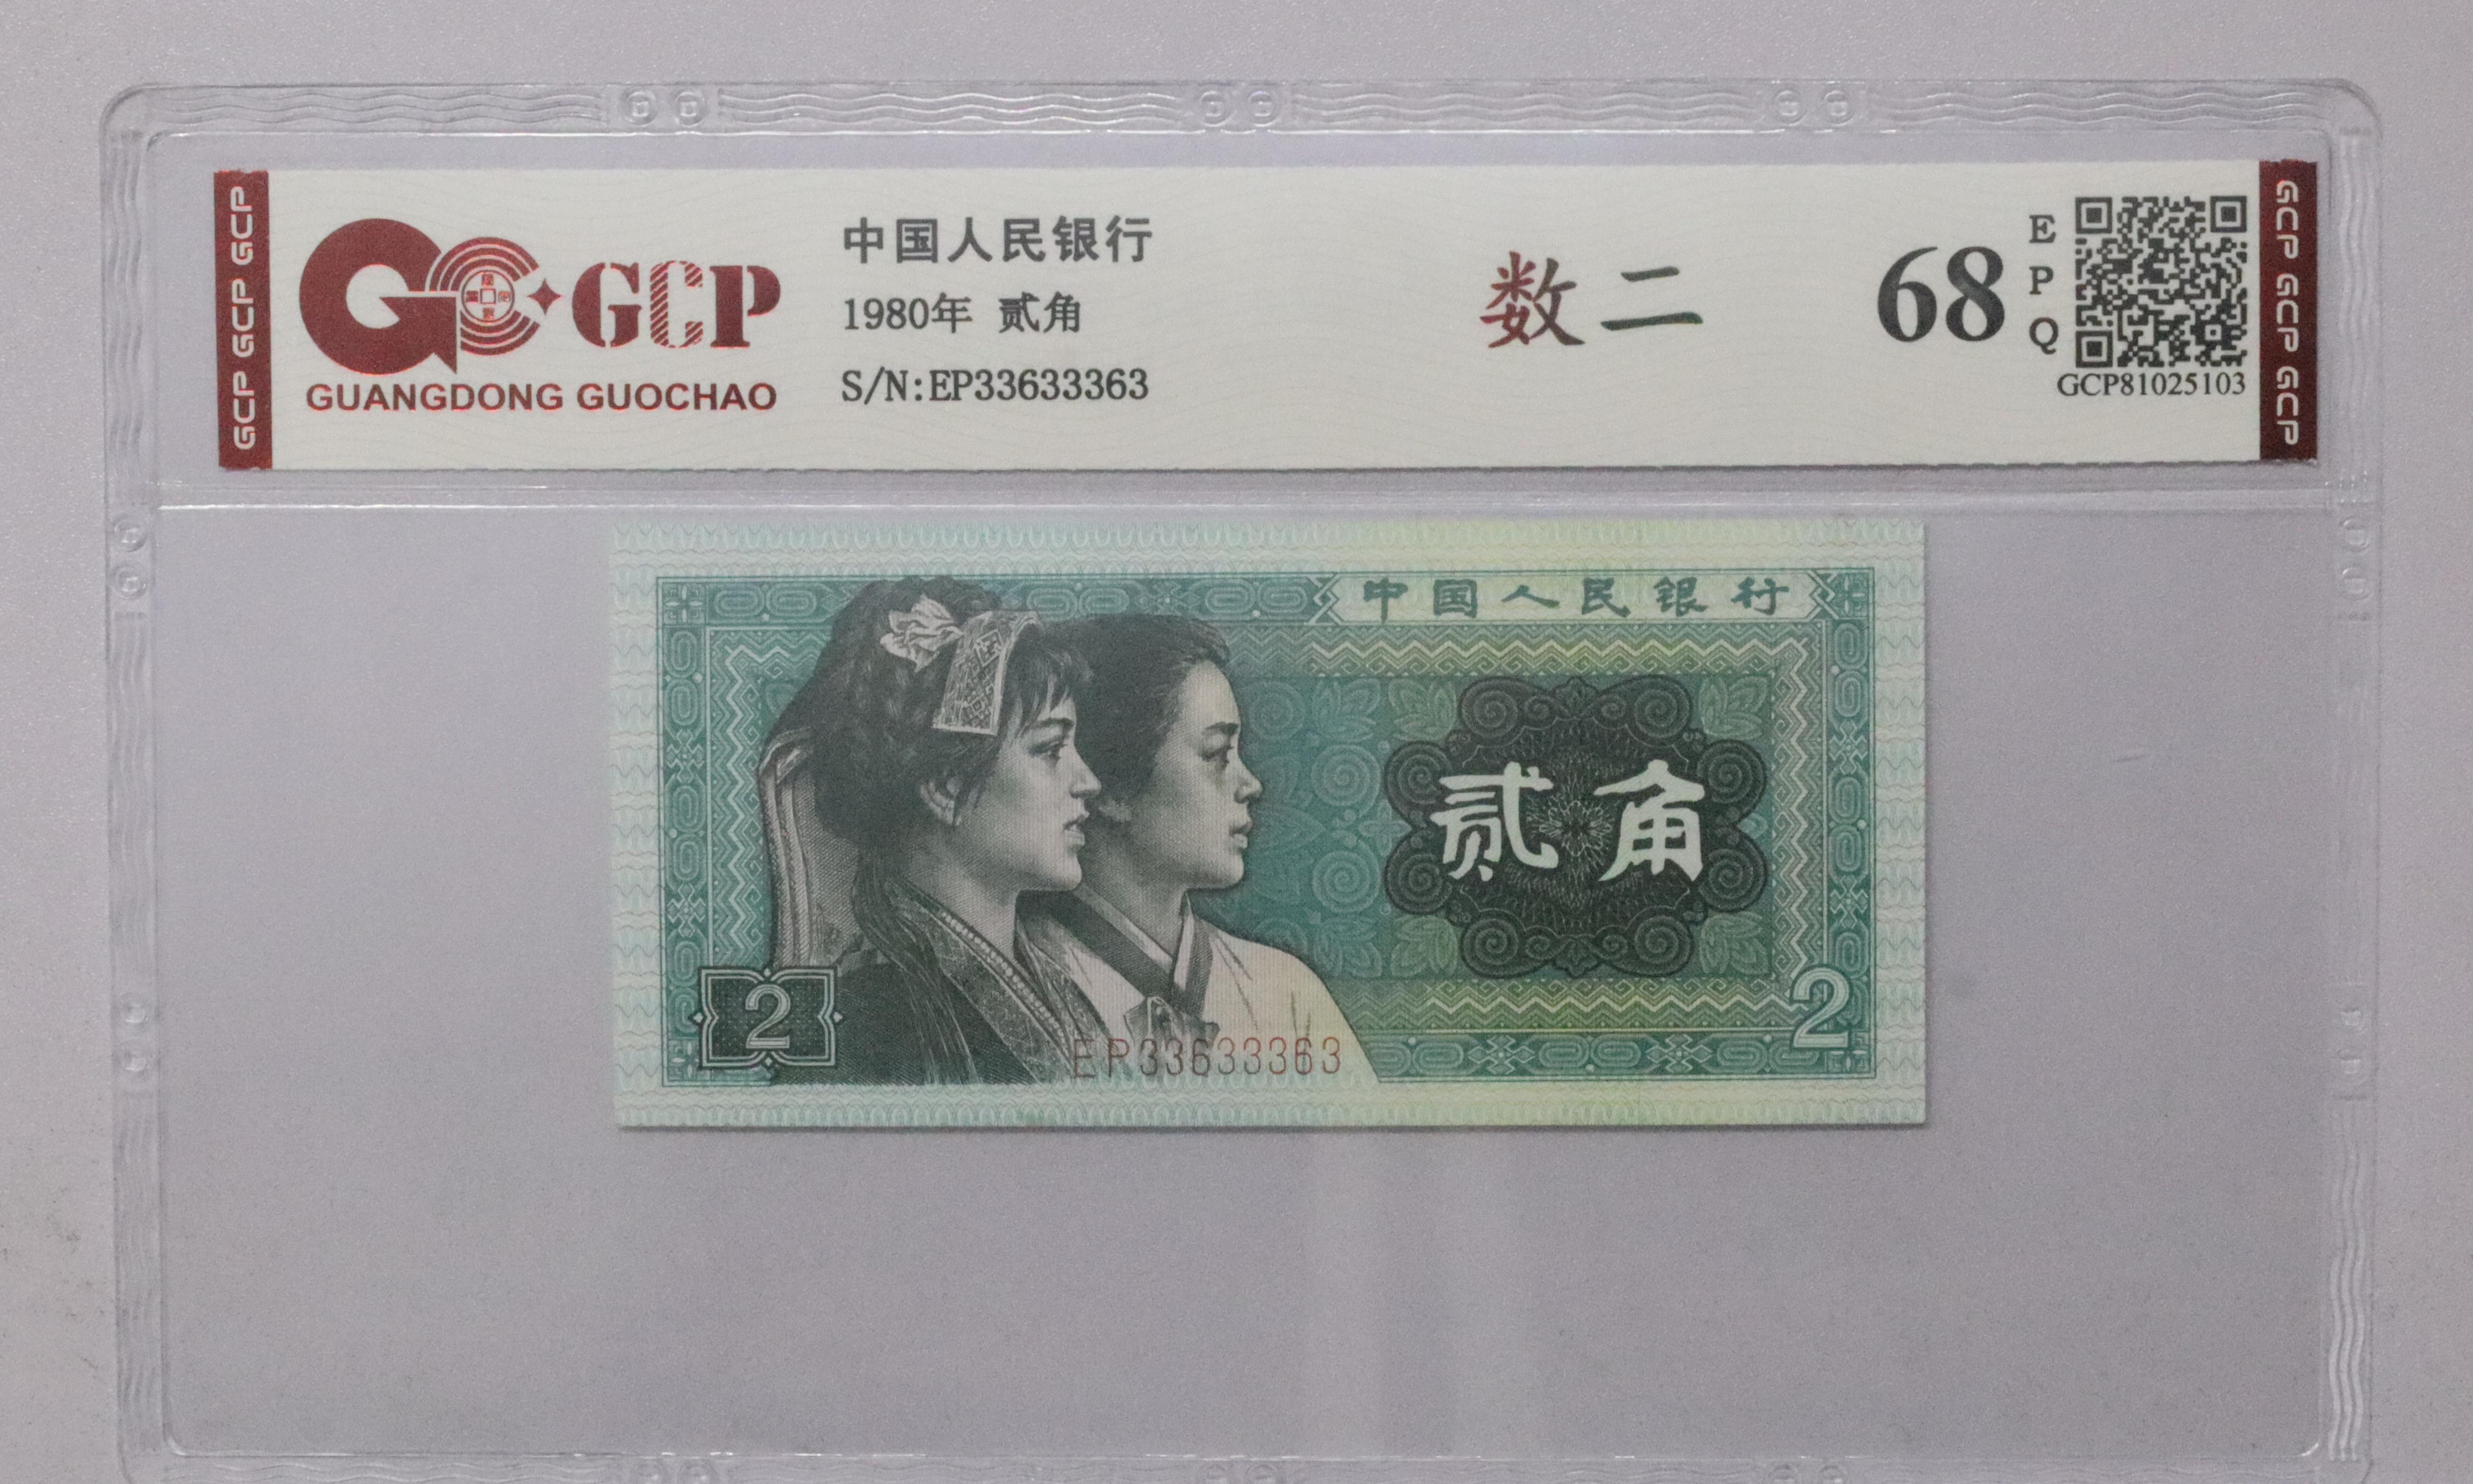 GCP GCP GCP
GCP
GUANGDONG GUOCHAO
中国人民银行
1980年 贰角
S/N:EP33633363
数二
68
E
P
Q
GCP81025103
GCP GCP GCP
中国人民银行
贰角
2
2
EP33633363